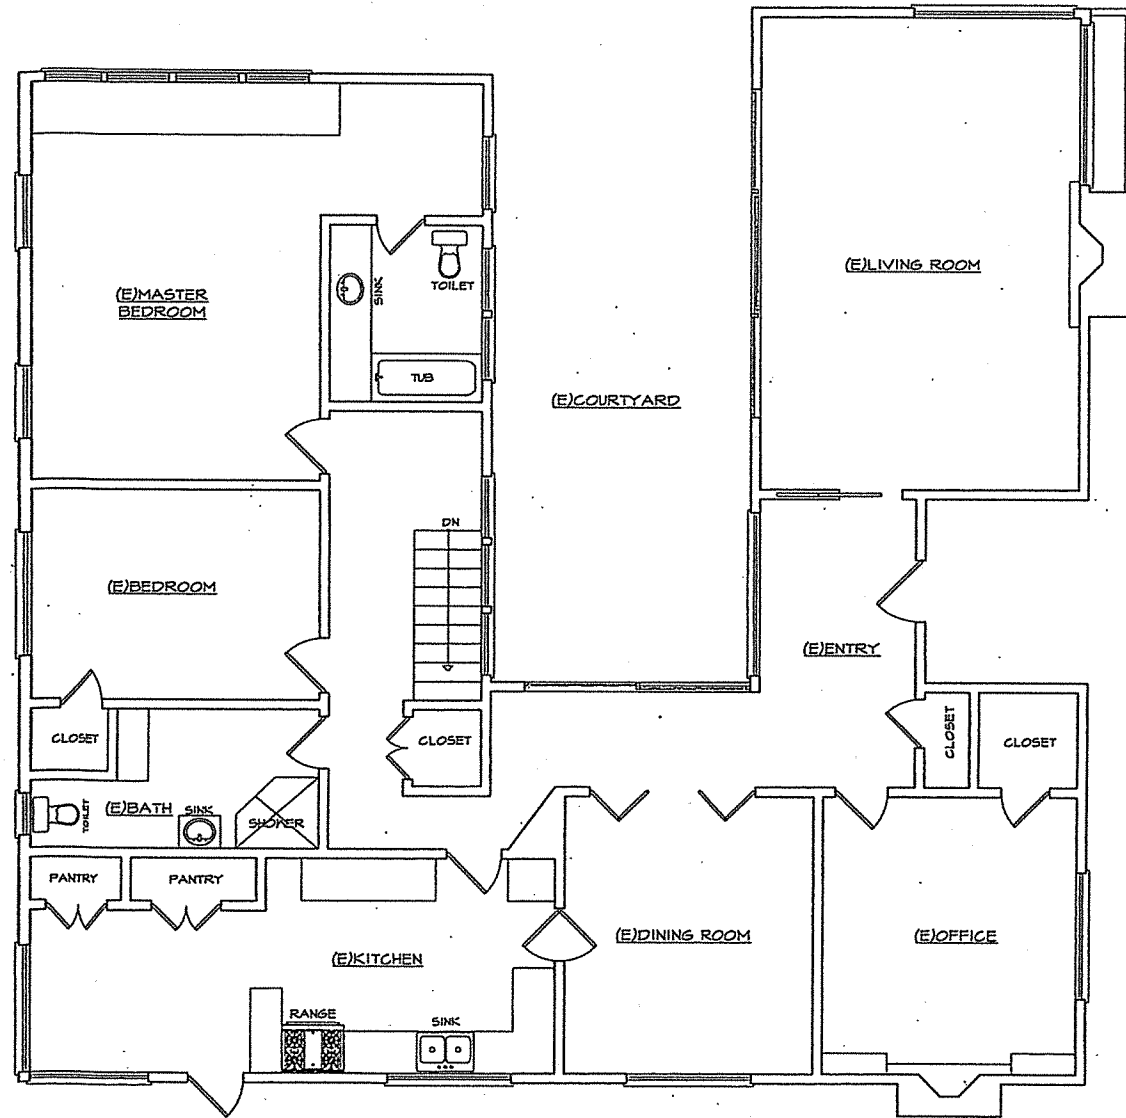 (E)LIVING ROOM
(E)MASTER
BEDROOM
SINK
TOILET
TUB
(E)COURTYARD
DN
(E)BEDROOM
(E)ENTRY
CLOSET
CLOSET
CLOSET
CLOSET
(E)BATH
SINK
TOILET
SHOWER
PANTRY
PANTRY
(E)KITCHEN
(E)DINING ROOM
(E)OFFICE
RANGE
SINK